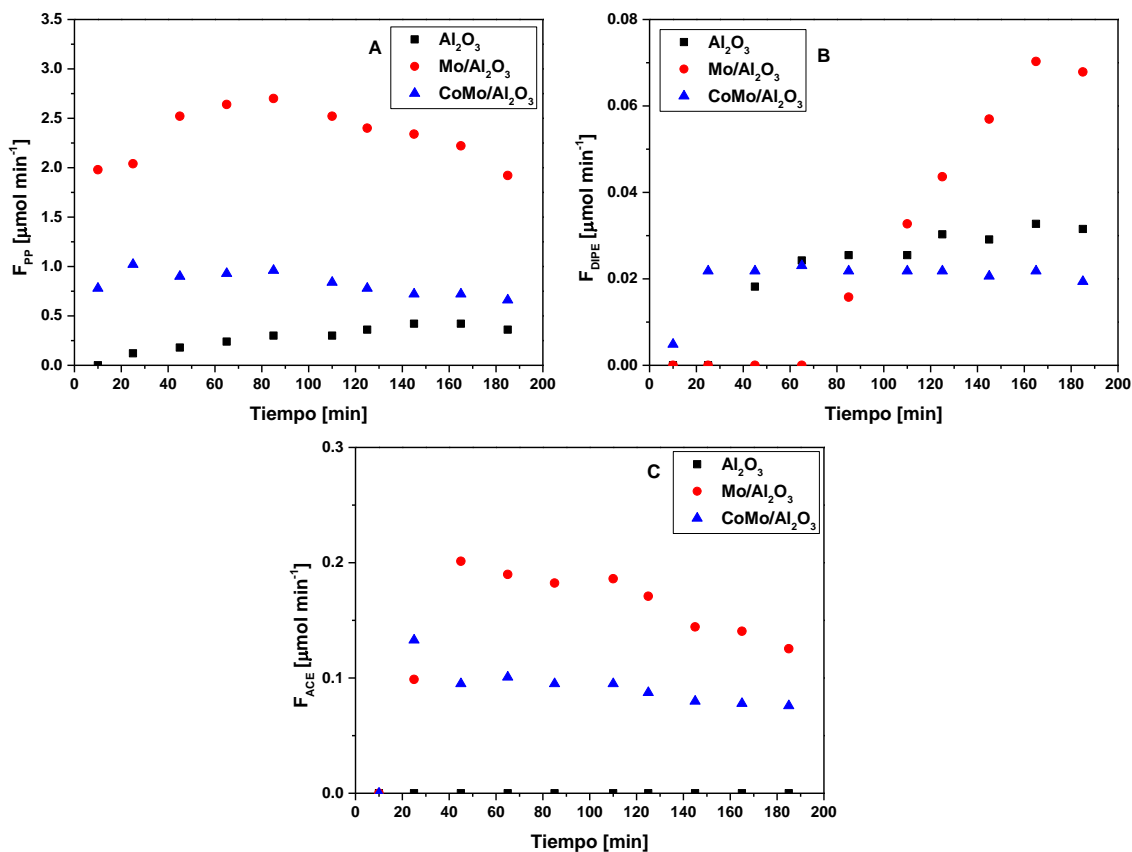 A
Al₂O₃
Mo/Al₂O₃
CoMo/Al₂O₃
3.5
3.0
2.5
2.0
1.5
1.0
0.5
0.0
F_PP [μmol min⁻¹]
0 20 40 60 80 100 120 140 160 180 200
Tiempo [min]
B
Al₂O₃
Mo/Al₂O₃
CoMo/Al₂O₃
0.08
0.06
0.04
0.02
0.00
F_DIPE [μmol min⁻¹]
0 20 40 60 80 100 120 140 160 180 200
Tiempo [min]
C
Al₂O₃
Mo/Al₂O₃
CoMo/Al₂O₃
0.3
0.2
0.1
0.0
F_ACE [μmol min⁻¹]
0 20 40 60 80 100 120 140 160 180 200
Tiempo [min]